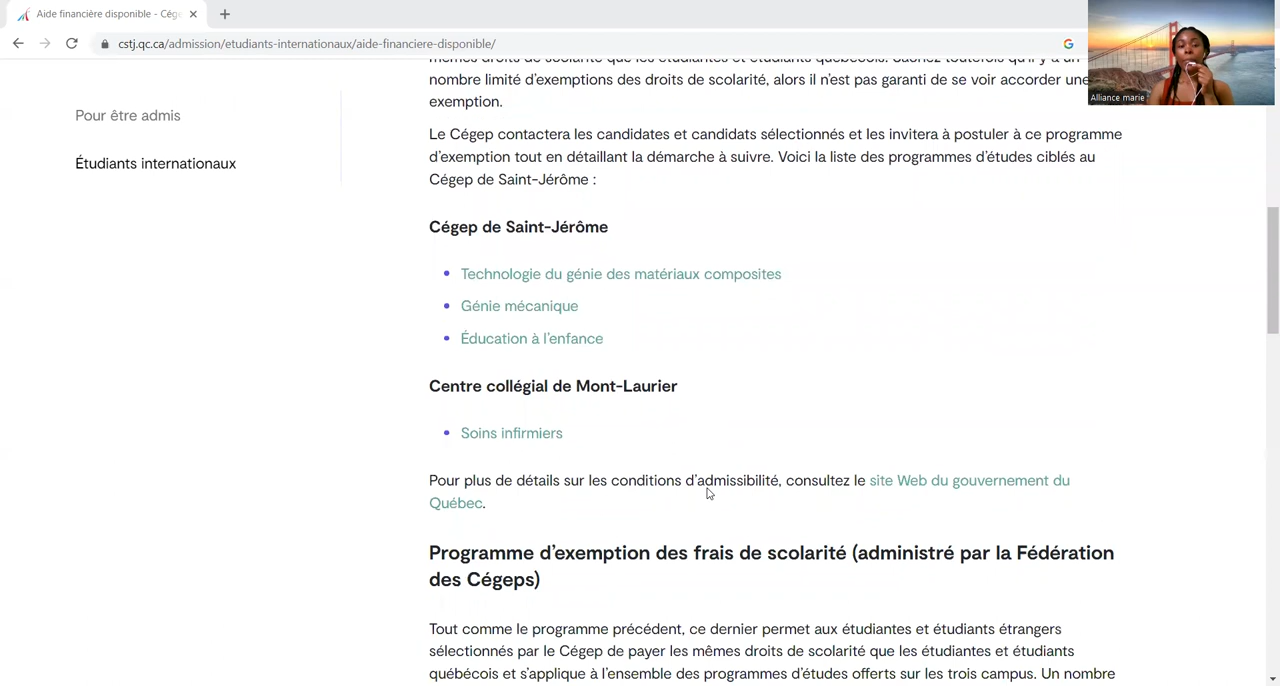 Aide financière disponible - Cég
cstj.qc.ca/admission/etudiants-internationaux/aide-financiere-disponible/
Alliance marie
Pour être admis
Étudiants internationaux
mêmes droits de scolarité que les étudiantes et étudiants québécois. Sachez toutefois qu'il y a un
nombre limité d'exemptions des droits de scolarité, alors il n'est pas garanti de se voir accorder une
exemption.
Le Cégep contactera les candidates et candidats sélectionnés et les invitera à postuler à ce programme
d'exemption tout en détaillant la démarche à suivre. Voici la liste des programmes d'études ciblés au
Cégep de Saint-Jérôme :
Cégep de Saint-Jérôme
Technologie du génie des matériaux composites
Génie mécanique
Éducation à l'enfance
Centre collégial de Mont-Laurier
Soins infirmiers
Pour plus de détails sur les conditions d'admissibilité, consultez le site Web du gouvernement du
Québec.
Programme d'exemption des frais de scolarité (administré par la Fédération
des Cégeps)
Tout comme le programme précédent, ce dernier permet aux étudiantes et étudiants étrangers
sélectionnés par le Cégep de payer les mêmes droits de scolarité que les étudiantes et étudiants
québécois et s'applique à l'ensemble des programmes d'études offerts sur les trois campus. Un nombre